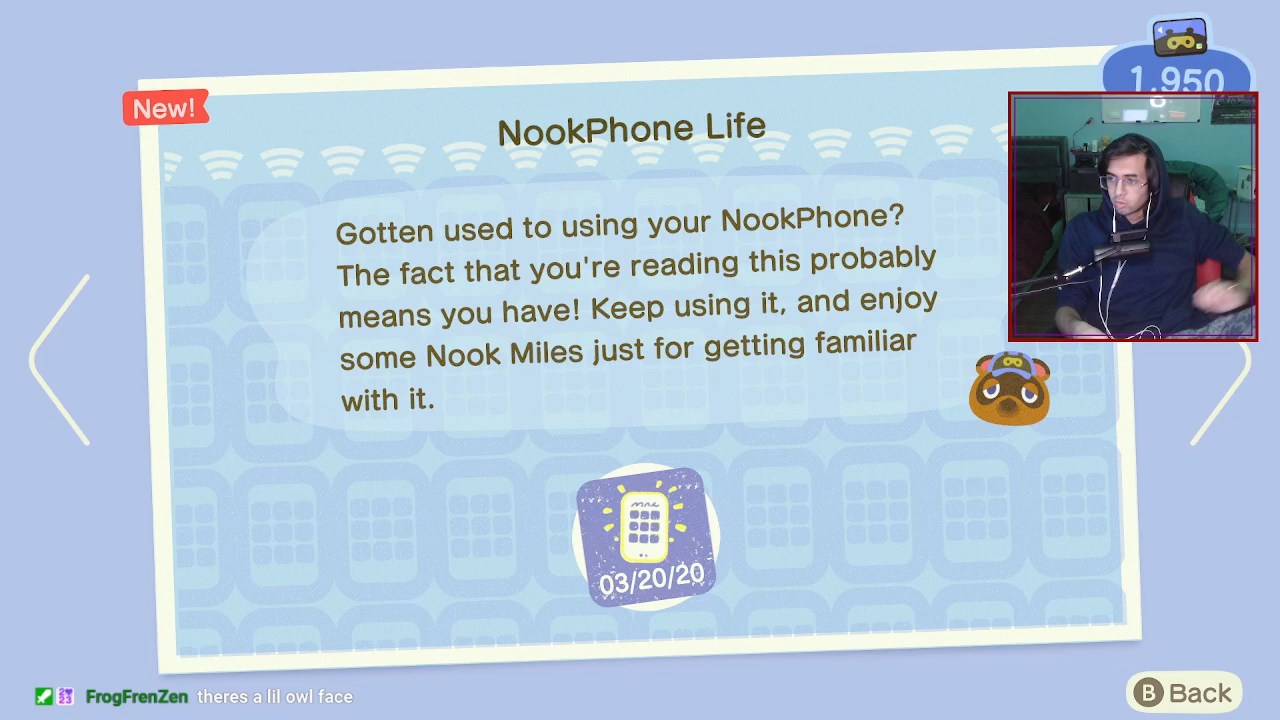 1,950
New!
NookPhone Life
Gotten used to using your NookPhone?
The fact that you're reading this probably
means you have! Keep using it, and enjoy
some Nook Miles just for getting familiar
with it.
03/20/20
FrogFrenZen theres a lil owl face
B Back